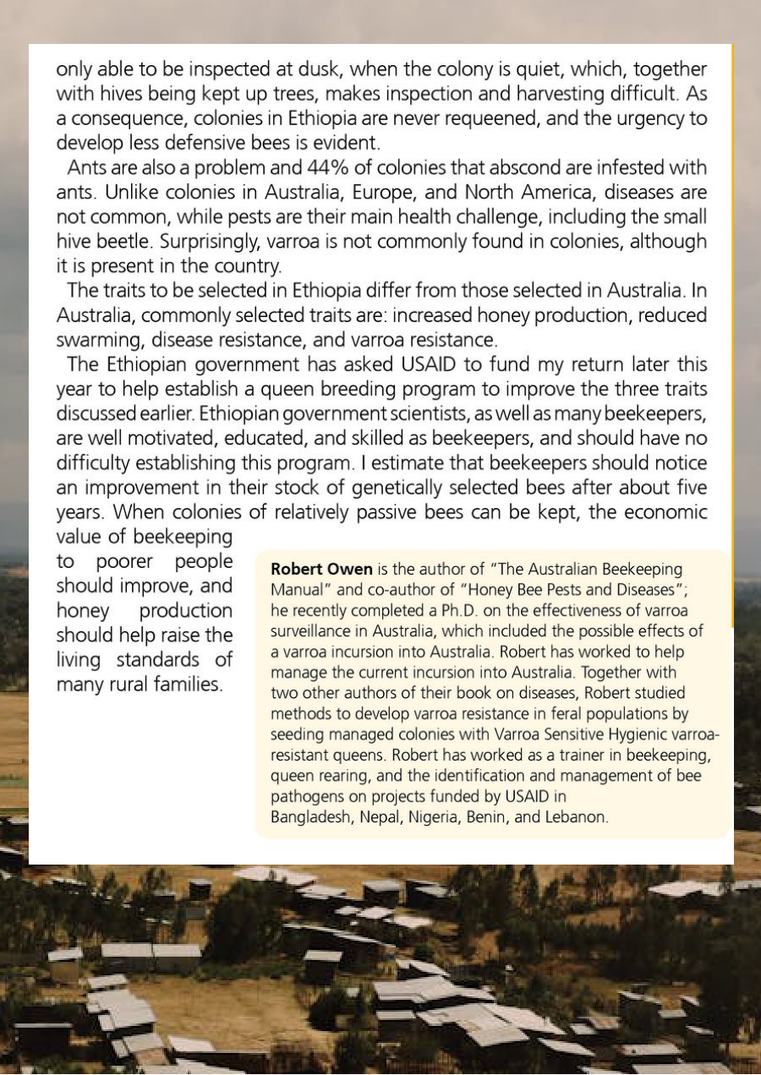 only able to be inspected at dusk, when the colony is quiet, which, together
with hives being kept up trees, makes inspection and harvesting difficult. As
a consequence, colonies in Ethiopia are never requeened, and the urgency to
develop less defensive bees is evident.
Ants are also a problem and 44% of colonies that abscond are infested with
ants. Unlike colonies in Australia, Europe, and North America, diseases are
not common, while pests are their main health challenge, including the small
hive beetle. Surprisingly, varroa is not commonly found in colonies, although
it is present in the country.
The traits to be selected in Ethiopia differ from those selected in Australia. In
Australia, commonly selected traits are: increased honey production, reduced
swarming, disease resistance, and varroa resistance.
The Ethiopian government has asked USAID to fund my return later this
year to help establish a queen breeding program to improve the three traits
discussed earlier. Ethiopian government scientists, as well as many beekeepers,
are well motivated, educated, and skilled as beekeepers, and should have no
difficulty establishing this program. I estimate that beekeepers should notice
an improvement in their stock of genetically selected bees after about five
years. When colonies of relatively passive bees can be kept, the economic
value of beekeeping
to poorer people
should improve, and
honey production
should help raise the
living standards of
many rural families.
Robert Owen is the author of “The Australian Beekeeping
Manual” and co-author of “Honey Bee Pests and Diseases”;
he recently completed a Ph.D. on the effectiveness of varroa
surveillance in Australia, which included the possible effects of
a varroa incursion into Australia. Robert has worked to help
manage the current incursion into Australia. Together with
two other authors of their book on diseases, Robert studied
methods to develop varroa resistance in feral populations by
seeding managed colonies with Varroa Sensitive Hygienic varroa-
resistant queens. Robert has worked as a trainer in beekeeping,
queen rearing, and the identification and management of bee
pathogens on projects funded by USAID in
Bangladesh, Nepal, Nigeria, Benin, and Lebanon.